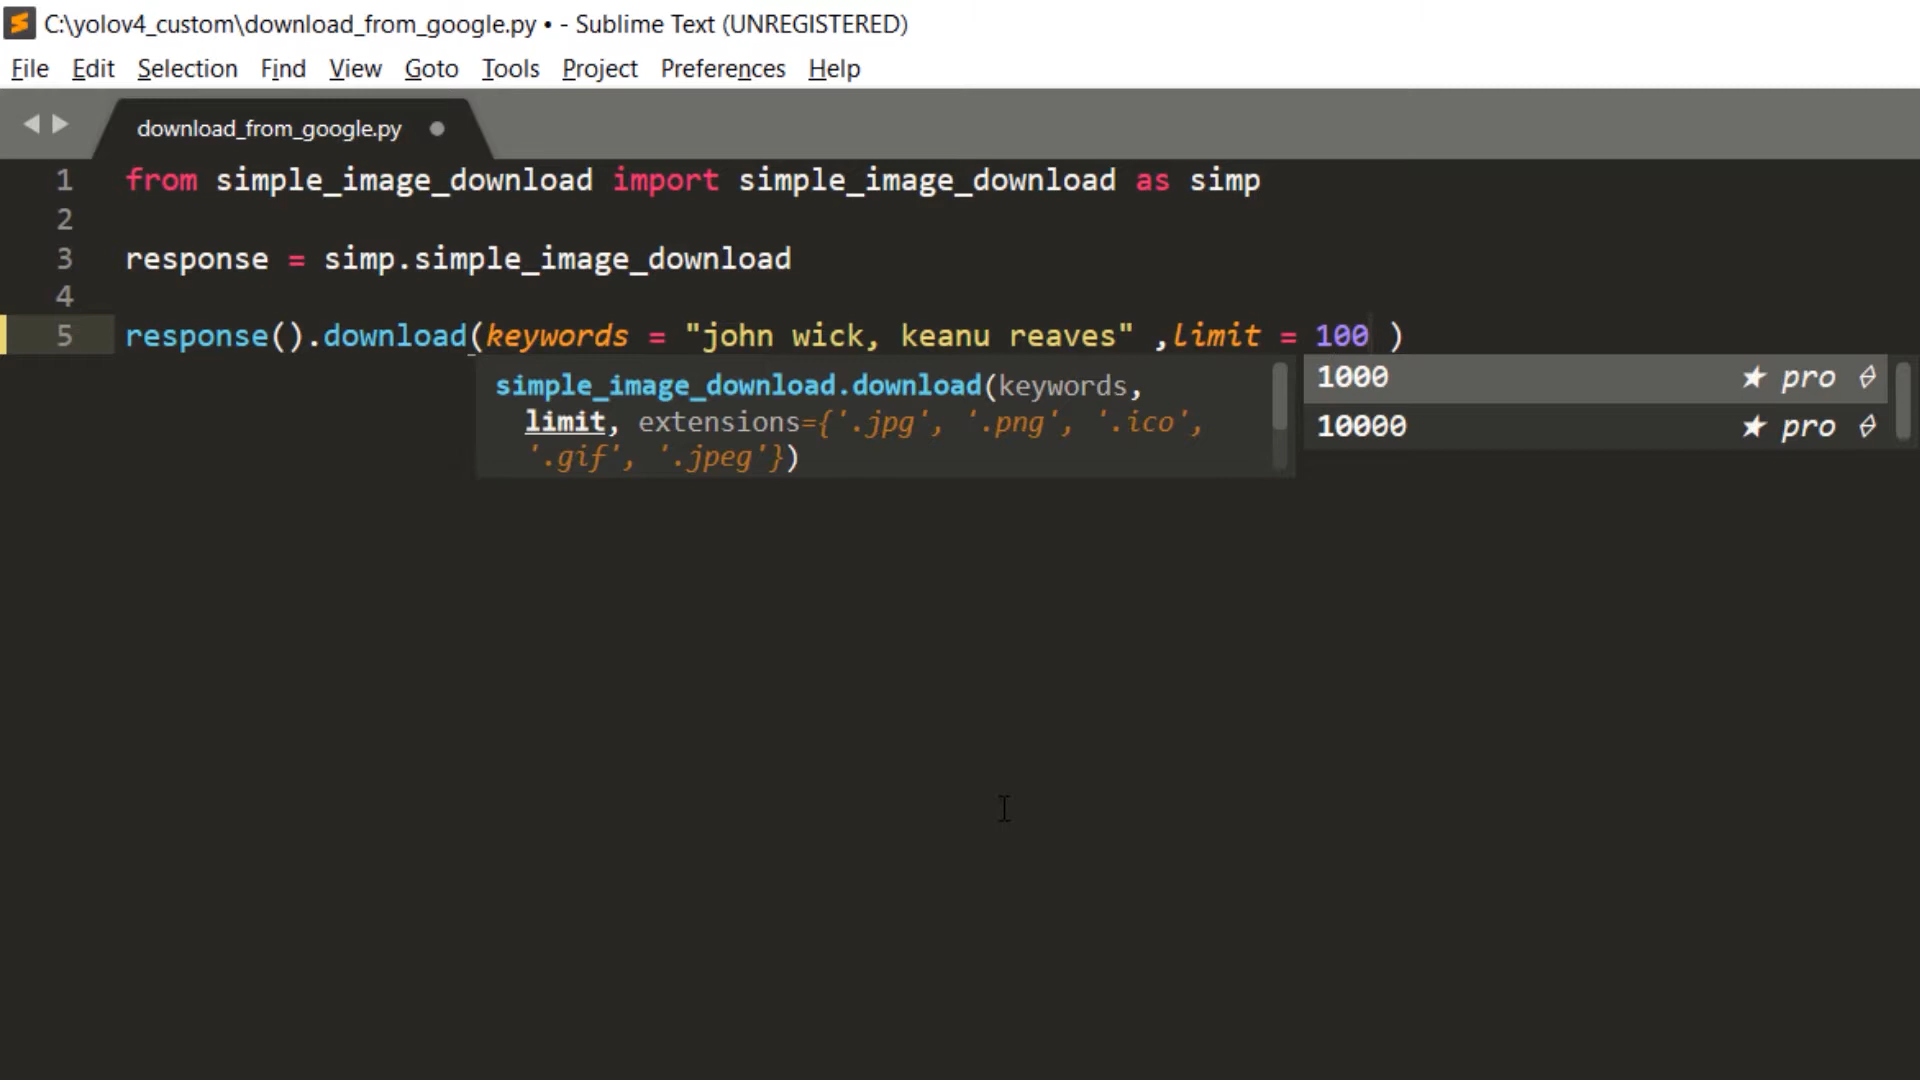 C:\yolov4_custom\download_from_google.py • - Sublime Text (UNREGISTERED)
File Edit Selection Find View Goto Tools Project Preferences Help
download_from_google.py
1 from simple_image_download import simple_image_download as simp
2
3 response = simp.simple_image_download
4
5 response().download(keywords = "john wick, keanu reaves" ,limit = 100 )
simple_image_download.download(keywords,
limit, extensions={'.jpg', '.png', '.ico',
'.gif', '.jpeg'})
1000 ★ pro
10000 ★ pro